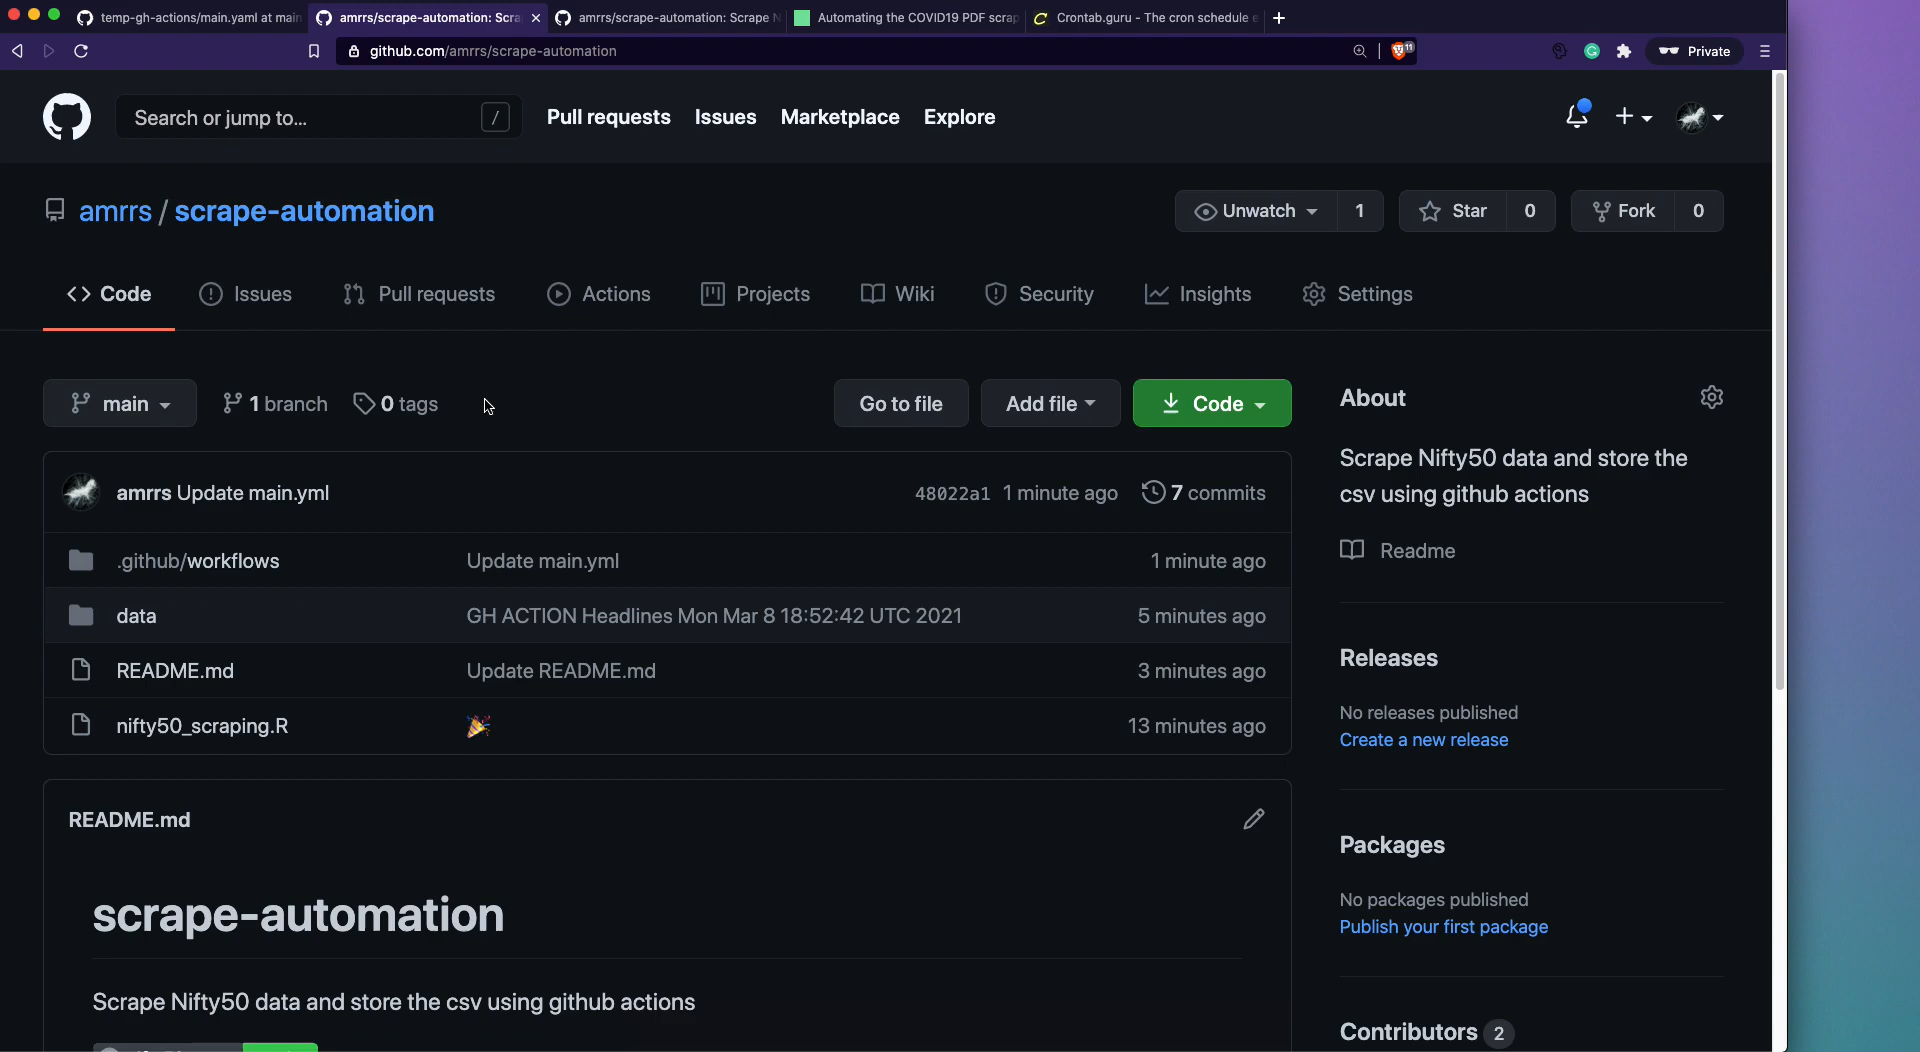 temp-gh-actions/main.yaml at main
amrrs/scrape-automation: Scra
amrrs/scrape-automation: Scrape N
Automating the COVID19 PDF scrap
Crontab.guru - The cron schedule e
github.com/amrrs/scrape-automation
11
Private
Search or jump to...
/
Pull requests
Issues
Marketplace
Explore
amrrs / scrape-automation
Unwatch 1
Star 0
Fork 0
Code
Issues
Pull requests
Actions
Projects
Wiki
Security
Insights
Settings
main
1 branch
0 tags
Go to file
Add file
Code
amrrs Update main.yml 48022a1 1 minute ago 7 commits
.github/workflows Update main.yml 1 minute ago
data GH ACTION Headlines Mon Mar 8 18:52:42 UTC 2021 5 minutes ago
README.md Update README.md 3 minutes ago
nifty50_scraping.R 🎉 13 minutes ago
README.md
scrape-automation
Scrape Nifty50 data and store the csv using github actions
About
Scrape Nifty50 data and store the
csv using github actions
Readme
Releases
No releases published
Create a new release
Packages
No packages published
Publish your first package
Contributors 2